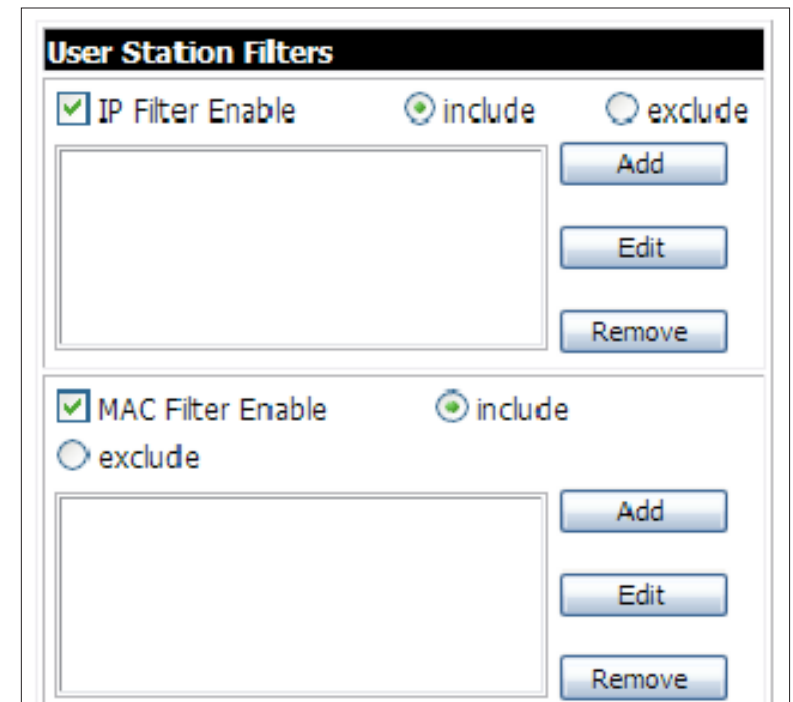 User Station Filters
IP Filter Enable include exclude
Add
Edit
Remove
MAC Filter Enable include
exclude
Add
Edit
Remove